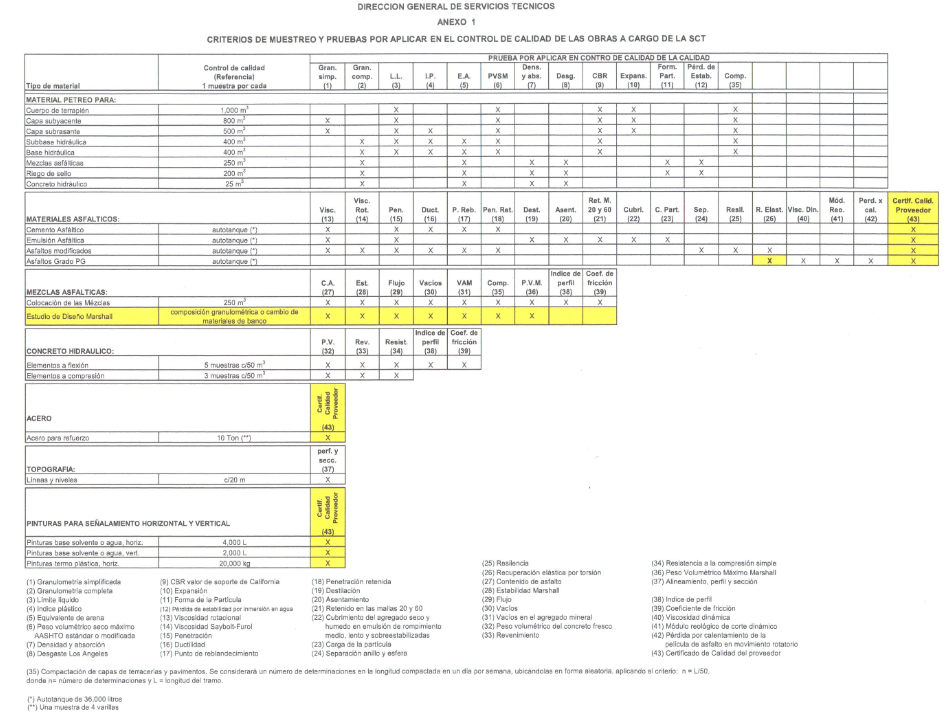 DIRECCION GENERAL DE SERVICIOS TECNICOS
ANEXO 1
CRITERIOS DE MUESTREO Y PRUEBAS POR APLICAR EN EL CONTROL DE CALIDAD DE LAS OBRAS A CARGO DE LA SCT
PRUEBA POR APLICAR EN CONTRO DE CALIDAD DE LA CALIDAD
Tipo de material | Control de calidad (Referencia) 1 muestra por cada | Gran. simp. (1) | Gran. comp. (2) | L.L. (3) | I.P. (4) | E.A. (5) | PVSM (6) | Dens. y abs. (7) | Desg. (8) | CBR (9) | Expans. (10) | Form. Part. (11) | Pérd. de Estab. (12) | Comp. (35)
MATERIAL PETREO PARA:
Cuerpo de terraplén 1,000 m³ X X X X X
Capa subyacente 800 m³ X X X X X X
Capa subrasante 500 m³ X X X X X X X
Subbase hidráulica 400 m³ X X X X X X X
Base hidráulica 400 m³ X X X X X X X
Mezclas asfálticas 250 m³ X X X X X X
Riego de sello 200 m³ X X X X X X
Concreto hidráulico 25 m³ X X X X
MATERIALES ASFALTICOS: | Visc. (13) | Visc. Rot. (14) | Pen. (15) | Duct. (16) | P. Reb. (17) | Pen. Ret. (18) | Dest. (19) | Asent. (20) | Ret. M. 20 y 60 (21) | Cubri. (22) | C. Part. (23) | Sep. (24) | Resil. (25) | R. Elast. (26) | Visc. Din. (40) | Mód. Reo. (41) | Perd. x cal. (42) | Certif. Calid. Proveedor (43)
Cemento Asfáltico autotanque (*) X X X X X X
Emulsión Asfáltica autotanque (*) X X X X X X X X
Asfaltos modificados autotanque (*) X X X X X X X X X X
Asfaltos Grado PG autotanque (*) X X X X X
MEZCLAS ASFALTICAS: | C.A. (27) | Est. (28) | Flujo (29) | Vacios (30) | VAM (31) | Comp. (35) | P.V.M. (36) | Indice de perfil (38) | Coef. de fricción (39)
Colocación de las Mezclas 250 m³ X X X X X X X X X
Estudio de Diseño Marshall composición granulométrica o cambio de materiales de banco X X X X X X X
CONCRETO HIDRAULICO: | P.V. (32) | Rev. (33) | Resist. (34) | Indice de perfil (38) | Coef. de fricción (39)
Elementos a flexión 5 muestras c/50 m³ X X X X X
Elementos a compresión 3 muestras c/50 m³ X X X
ACERO | Certif. Calidad Proveedor (43)
Acero para refuerzo 10 Ton (**) X
TOPOGRAFIA: | perf. y secc. (37)
Líneas y niveles c/20 m X
PINTURAS PARA SEÑALAMIENTO HORIZONTAL Y VERTICAL | Certif. Calidad Proveedor (43)
Pinturas base solvente o agua, horiz. 4,000 L X
Pinturas base solvente o agua, vert. 2,000 L X
Pinturas termo plástica, horiz. 20,000 kg X
(1) Granulometría simplificada
(2) Granulometría completa
(3) Límite líquido
(4) Indice plástico
(5) Equivalente de arena
(6) Peso volumétrico seco máximo
AASHTO estándar o modificada
(7) Densidad y absorción
(8) Desgaste Los Angeles
(9) CBR valor de soporte de California
(10) Expansión
(11) Forma de la Partícula
(12) Pérdida de estabilidad por inmersión en agua
(13) Viscosidad rotacional
(14) Viscosidad Saybolt-Furol
(15) Penetración
(16) Ductilidad
(17) Punto de reblandecimiento
(18) Penetración retenida
(19) Destilación
(20) Asentamiento
(21) Retenido en las mallas 20 y 60
(22) Cubrimiento del agregado seco y
humedo en emulsión de rompimiento
medio, lento y sobreestabilizadas
(23) Carga de la partícula
(24) Separación anillo y esfera
(25) Resilencia
(26) Recuperación elástica por torsión
(27) Contenido de asfalto
(28) Estabilidad Marshall
(29) Flujo
(30) Vacíos
(31) Vacíos en el agregado mineral
(32) Peso volumétrico del concreto fresco
(33) Revenimiento
(34) Resistencia a la compresión simple
(36) Peso Volumétrico Máximo Marshall
(37) Alineamiento, perfil y sección
(38) Indice de perfil
(39) Coeficiente de fricción
(40) Viscosidad dinámica
(41) Módulo reológico de corte dinámico
(42) Pérdida por calentamiento de la
película de asfalto en movimiento rotatorio
(43) Certificado de Calidad del proveedor
(35) Compactación de capas de terracerías y pavimentos. Se considerará un número de determinaciones en la longitud compactada en un día por semana, ubicándolas en forma aleatoria, aplicando el criterio: n = L/50,
donde n= número de determinaciones y L = longitud del tramo.
(*) Autotanque de 36,000 litros
(**) Una muestra de 4 varillas